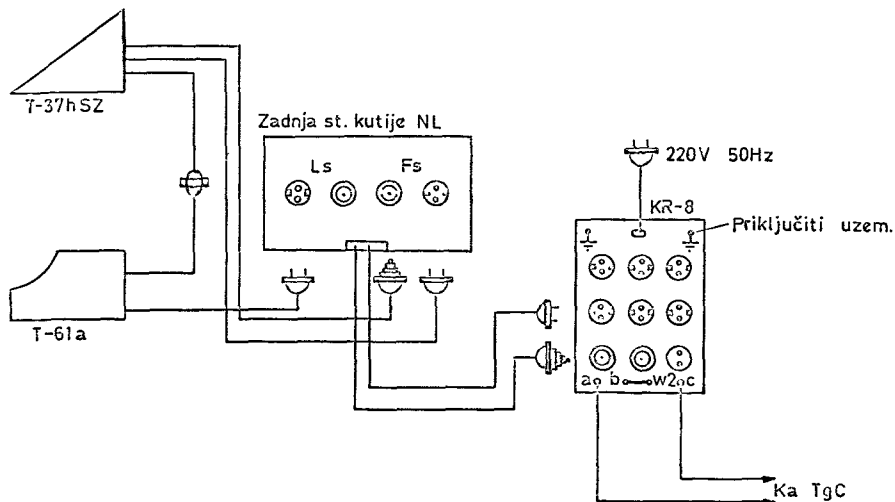 T-37hSZ
Zadnja st. kutije NL
Ls Fs
220V 50Hz
KR-8
Priključiti uzem.
T-61a
a b w2 c
Ka TgC